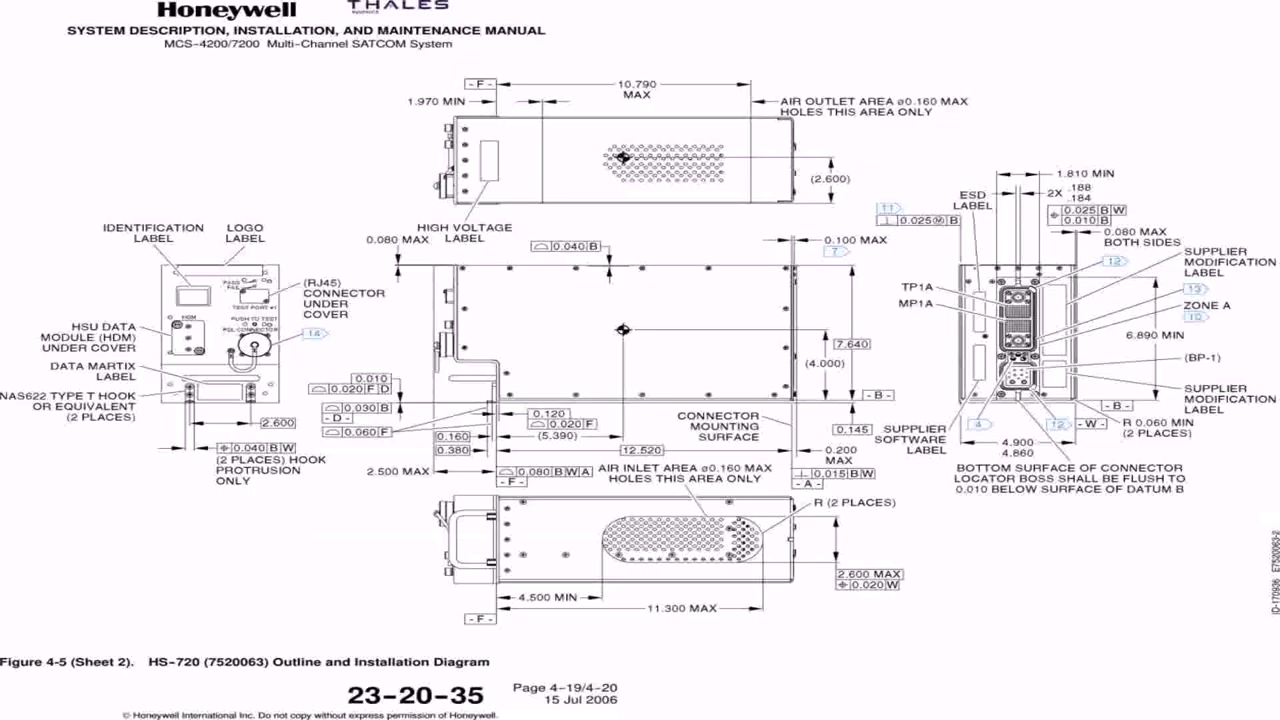 Honeywell
THALES
SYSTEM DESCRIPTION, INSTALLATION, AND MAINTENANCE MANUAL
MCS-4200/7200 Multi-Channel SATCOM System
-F-
10.790
MAX
1.970 MIN
AIR OUTLET AREA ø0.160 MAX
HOLES THIS AREA ONLY
(2.600)
HIGH VOLTAGE
LABEL
IDENTIFICATION
LABEL
LOGO
LABEL
(RJ45)
CONNECTOR
UNDER
COVER
TEST PORT #1
HDM
PUSH TO TEST
14
HSU DATA
MODULE (HDM)
UNDER COVER
DATA MARTIX
LABEL
NAS622 TYPE T HOOK
OR EQUIVALENT
(2 PLACES)
2.600
0.040 B W
(2 PLACES) HOOK
PROTRUSION
ONLY
0.080 MAX
0.040 B
0.100 MAX
7
7.640
(4.000)
-B-
0.145
0.010
0.020 F D
0.030 B
-D-
0.060 F
0.120
0.020 F
(5.390)
0.160
0.380
12.520
2.500 MAX
0.080 B W A
-F-
CONNECTOR
MOUNTING
SURFACE
0.200
MAX
0.015 B W
-A-
1.810 MIN
ESD
LABEL
2X .188
.184
11
0.025 Ⓜ B
0.025 B W
0.010 B
0.080 MAX
BOTH SIDES
SUPPLIER
MODIFICATION
LABEL
12
TP1A
MP1A
13
ZONE A
10
6.890 MIN
(BP-1)
SUPPLIER
MODIFICATION
LABEL
-B-
4
12
-W-
R 0.060 MIN
(2 PLACES)
SUPPLIER
SOFTWARE
LABEL
4.900
4.860
BOTTOM SURFACE OF CONNECTOR
LOCATOR BOSS SHALL BE FLUSH TO
0.010 BELOW SURFACE OF DATUM B
AIR INLET AREA ø0.160 MAX
HOLES THIS AREA ONLY
R (2 PLACES)
2.600 MAX
0.020 W
4.500 MIN
11.300 MAX
-F-
ID-170936 E7520063-2
Figure 4-5 (Sheet 2). HS-720 (7520063) Outline and Installation Diagram
23-20-35
Page 4-19/4-20
15 Jul 2006
© Honeywell International Inc. Do not copy without express permission of Honeywell.